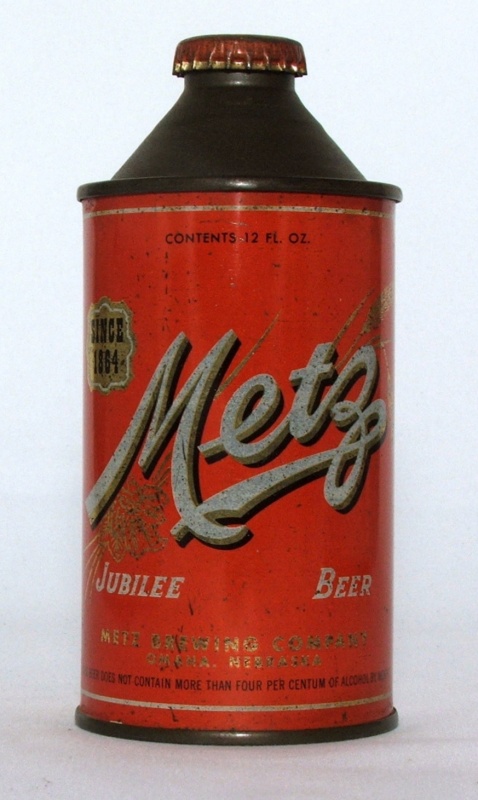 CONTENTS 12 FL. OZ.
SINCE
1864
Metz
JUBILEE BEER
METZ BREWING COMPANY
OMAHA, NEBRASKA
BEER DOES NOT CONTAIN MORE THAN FOUR PER CENTUM OF ALCOHOL BY